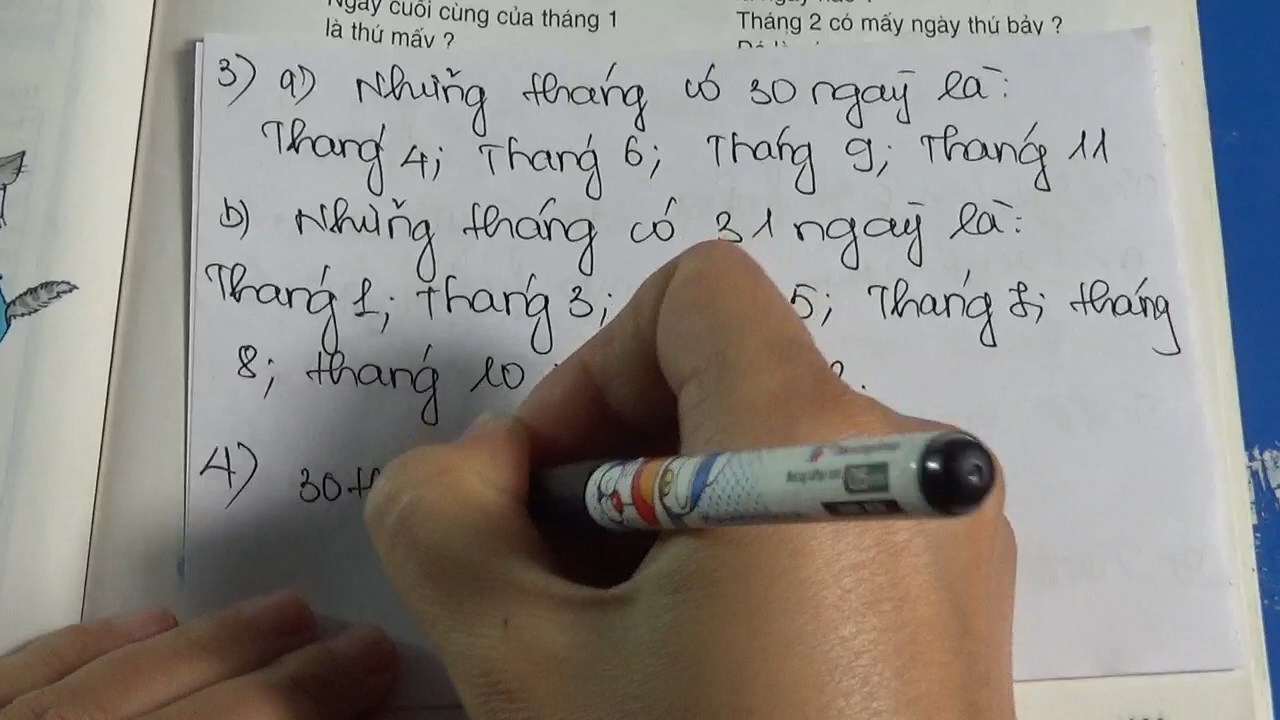 Ngày cuối cùng của tháng 1
là thứ mấy ?
Tháng 2 có mấy ngày thứ bảy ?
3) a) Những tháng có 30 ngày là:
Tháng 4; Tháng 6; Tháng 9; Tháng 11
b) Những tháng có 31 ngày là:
Tháng 1; Tháng 3; 5; Tháng 7; tháng
8; tháng 10
4) 30